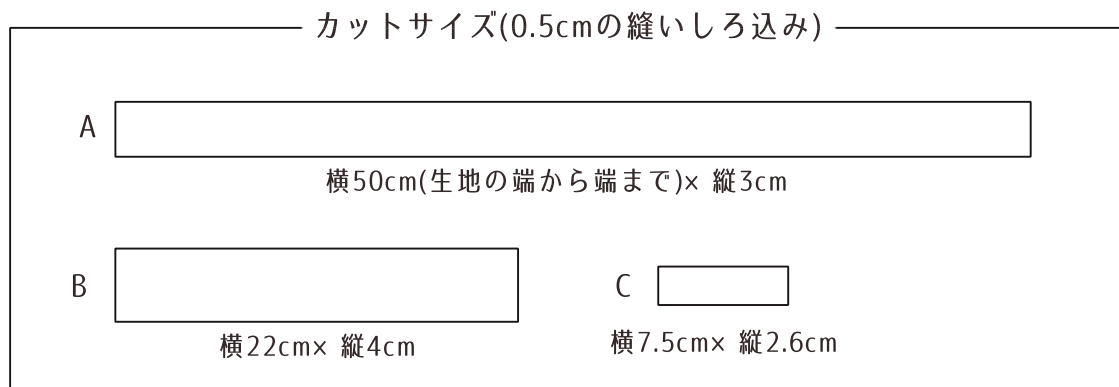 カットサイズ(0.5cmの縫いしろ込み)
A
横50cm(生地の端から端まで)× 縦3cm
B
横22cm× 縦4cm
C
横7.5cm× 縦2.6cm